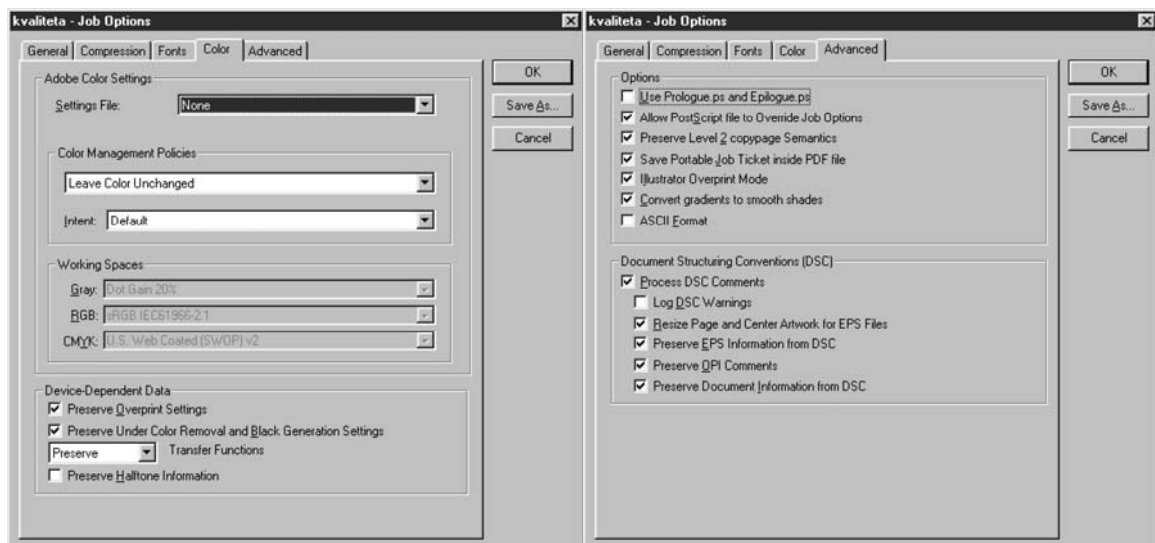 kvaliteta - Job Options
General Compression Fonts Color Advanced
Adobe Color Settings
Settings File: None
Color Management Policies
Leave Color Unchanged
Intent: Default
Working Spaces
Gray: Dot Gain 20%
RGB: sRGB IEC61966-2.1
CMYK: U.S. Web Coated (SWOP) v2
Device-Dependent Data
Preserve Overprint Settings
Preserve Under Color Removal and Black Generation Settings
Preserve Transfer Functions
Preserve Halftone Information
OK
Save As...
Cancel
kvaliteta - Job Options
General Compression Fonts Color Advanced
Options
Use Prologue.ps and Epilogue.ps
Allow PostScript file to Override Job Options
Preserve Level 2 copypage Semantics
Save Portable Job Ticket inside PDF file
Illustrator Overprint Mode
Convert gradients to smooth shades
ASCII Format
Document Structuring Conventions (DSC)
Process DSC Comments
Log DSC Warnings
Resize Page and Center Artwork for EPS Files
Preserve EPS Information from DSC
Preserve OPI Comments
Preserve Document Information from DSC
OK
Save As...
Cancel